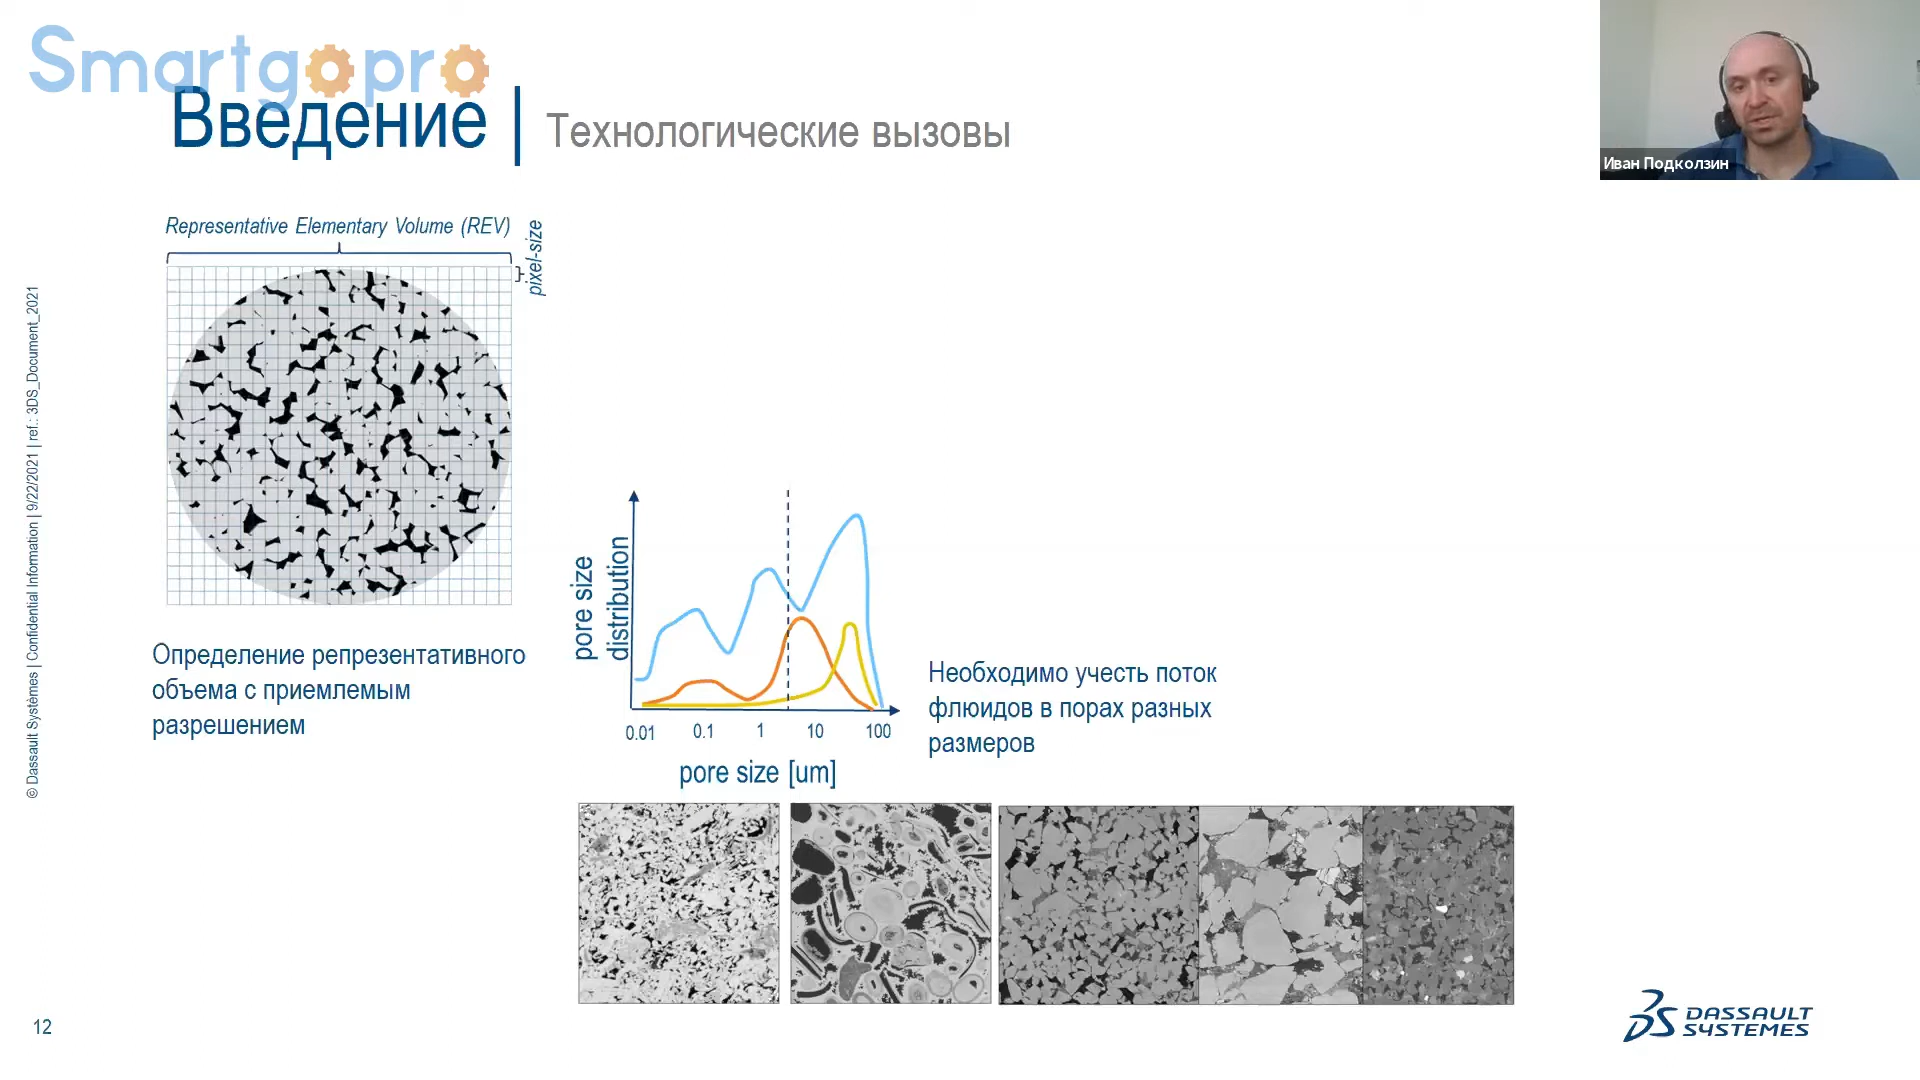 Smartgopro
Введение | Технологические вызовы
Иван Подколзин
Representative Elementary Volume (REV)
pixel-size
© Dassault Systèmes | Confidential Information | 9/22/2021 | ref.: 3DS_Document_2021
Определение репрезентативного
объема с приемлемым
разрешением
pore size
distribution
0.01 0.1 1 10 100
pore size [um]
Необходимо учесть поток
флюидов в порах разных
размеров
12
DASSAULT
SYSTEMES